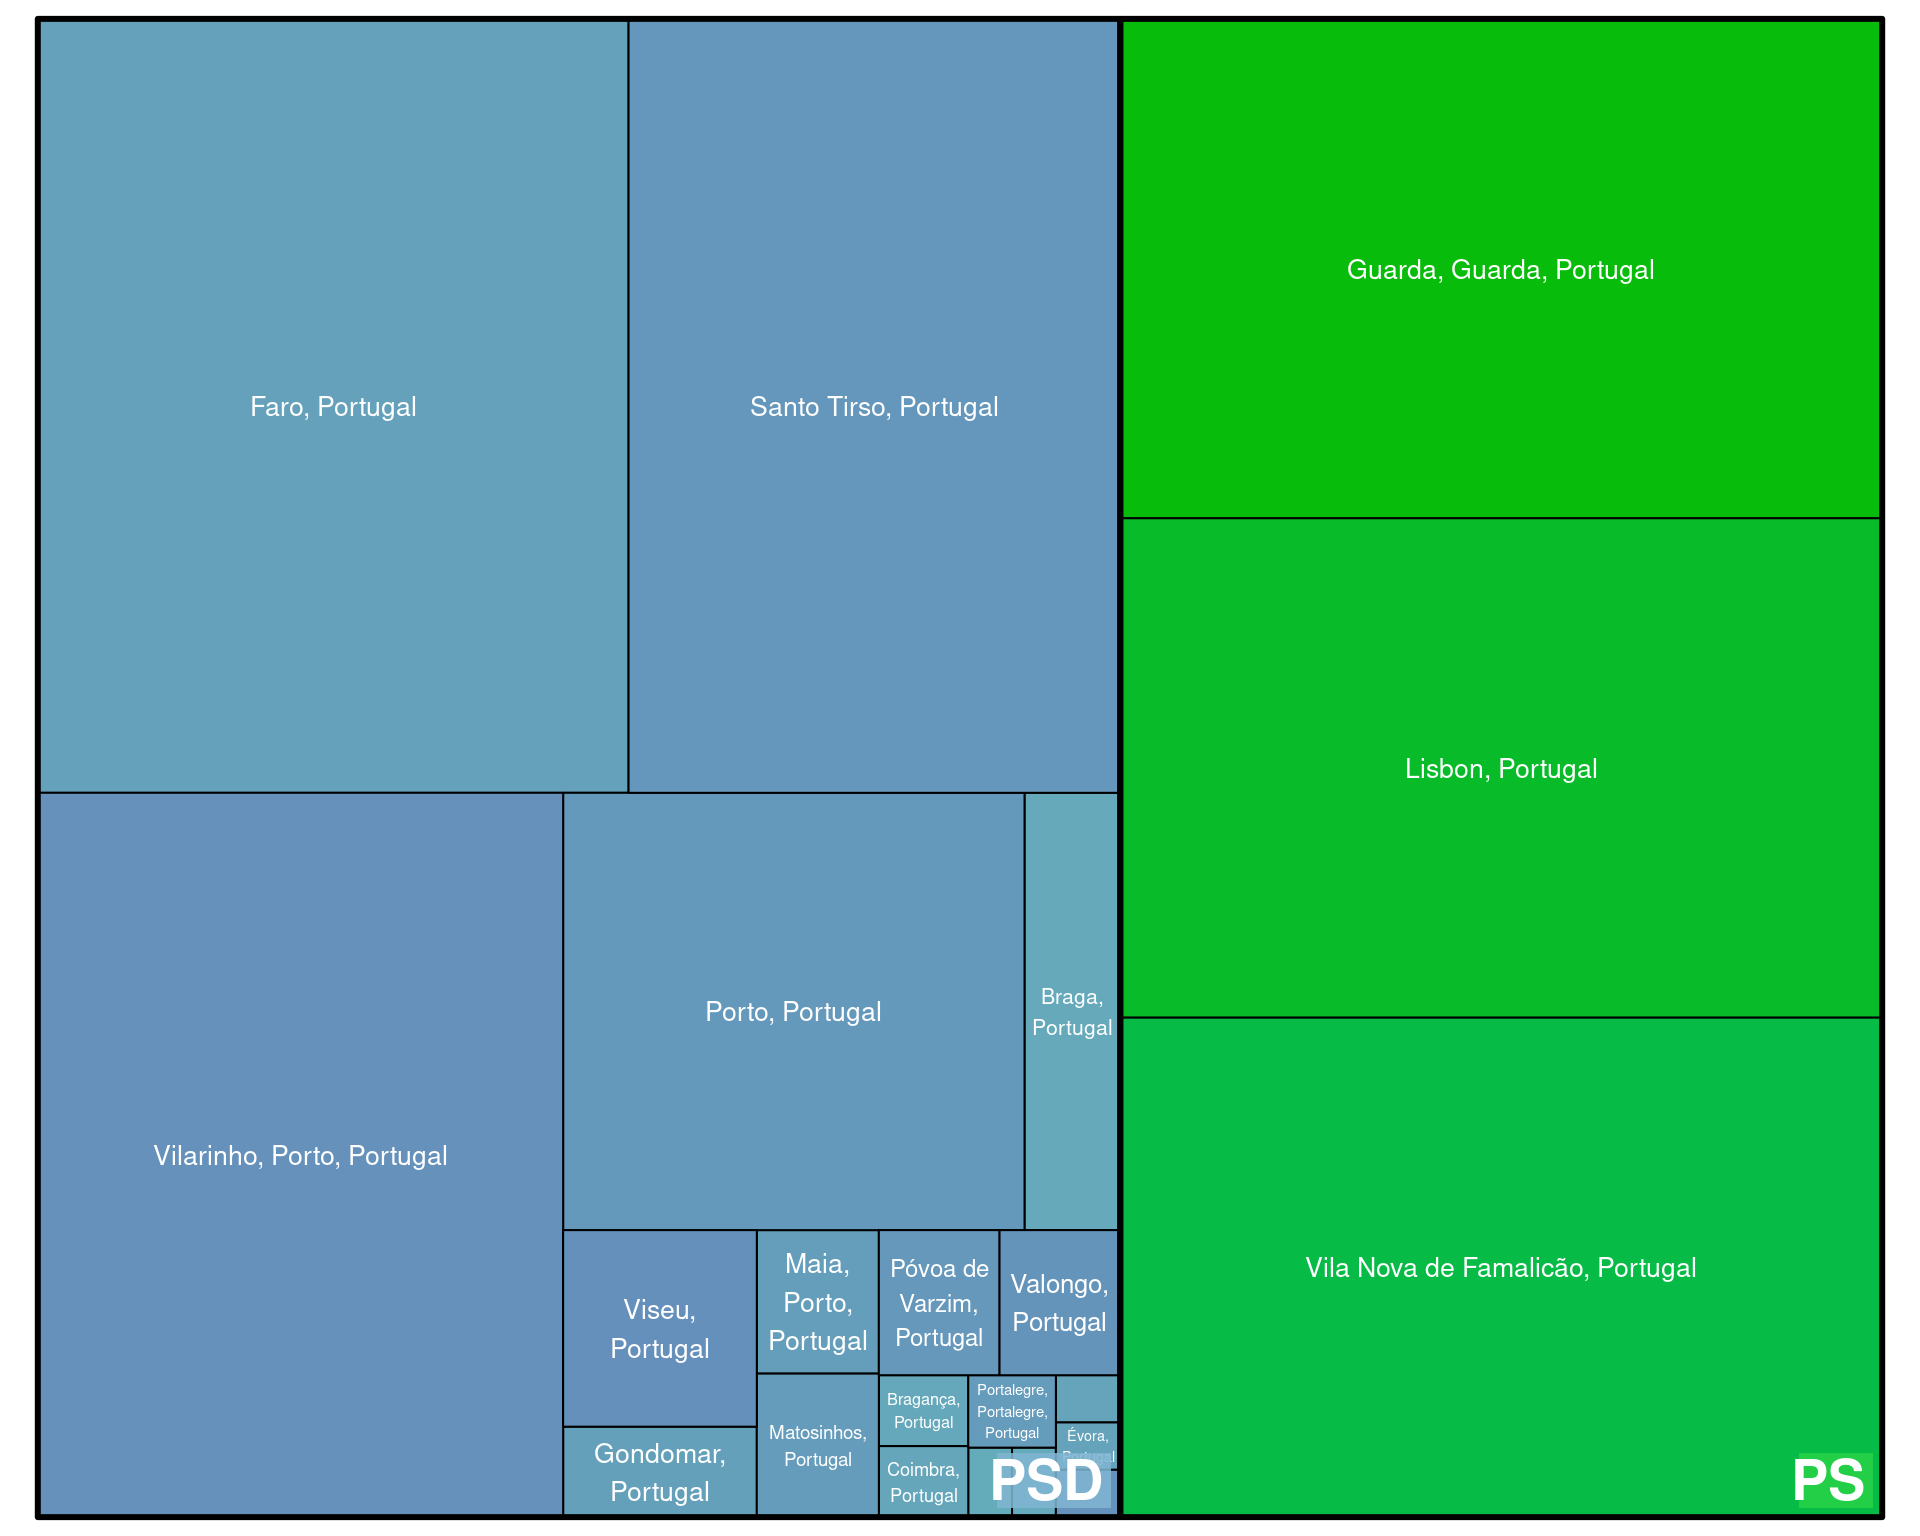 Faro, Portugal
Santo Tirso, Portugal
Guarda, Guarda, Portugal
Lisbon, Portugal
Vila Nova de Famalicão, Portugal
Vilarinho, Porto, Portugal
Porto, Portugal
Braga,
Portugal
Viseu,
Portugal
Gondomar,
Portugal
Maia,
Porto,
Portugal
Matosinhos,
Portugal
Póvoa de
Varzim,
Portugal
Valongo,
Portugal
Bragança,
Portugal
Coimbra,
Portugal
Portalegre,
Portalegre,
Portugal
Évora,
Portugal
PSD
PS